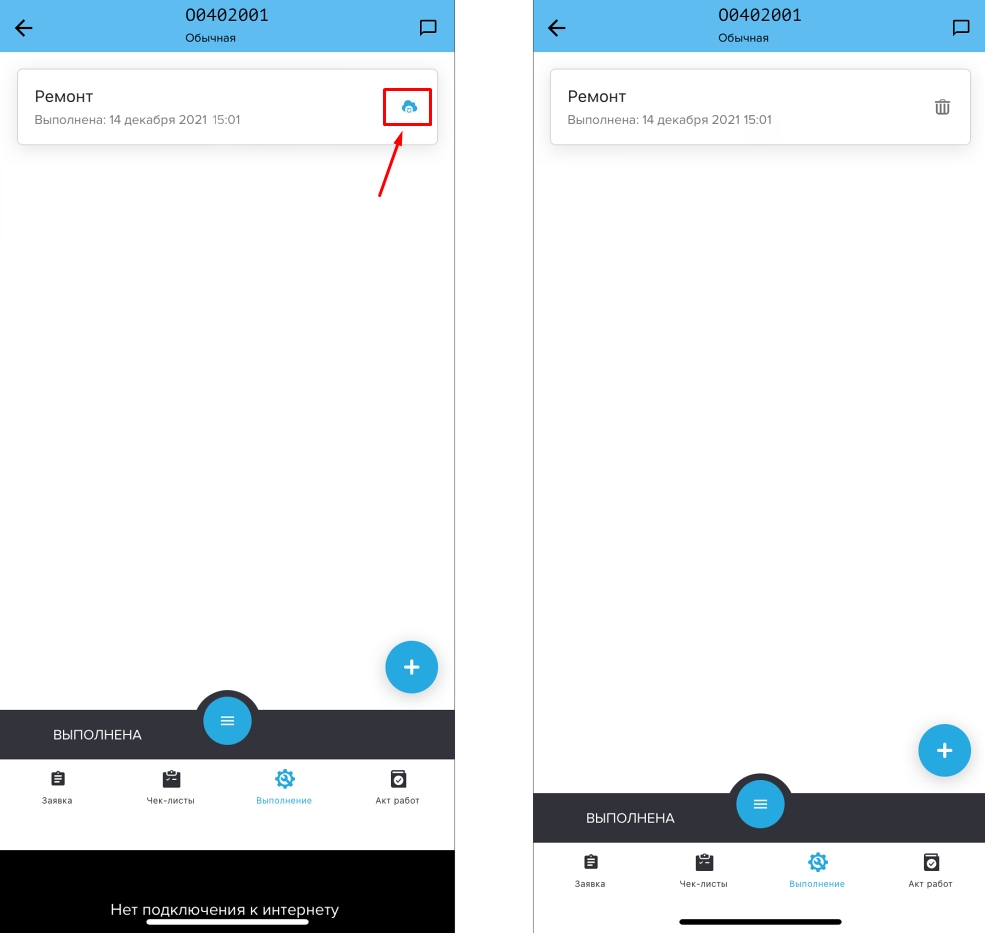 00402001
Обычная
Ремонт
Выполнена: 14 декабря 2021 15:01
ВЫПОЛНЕНА
Заявка
Чек-листы
Выполнение
Акт работ
Нет подключения к интернету
00402001
Обычная
Ремонт
Выполнена: 14 декабря 2021 15:01
ВЫПОЛНЕНА
Заявка
Чек-листы
Выполнение
Акт работ